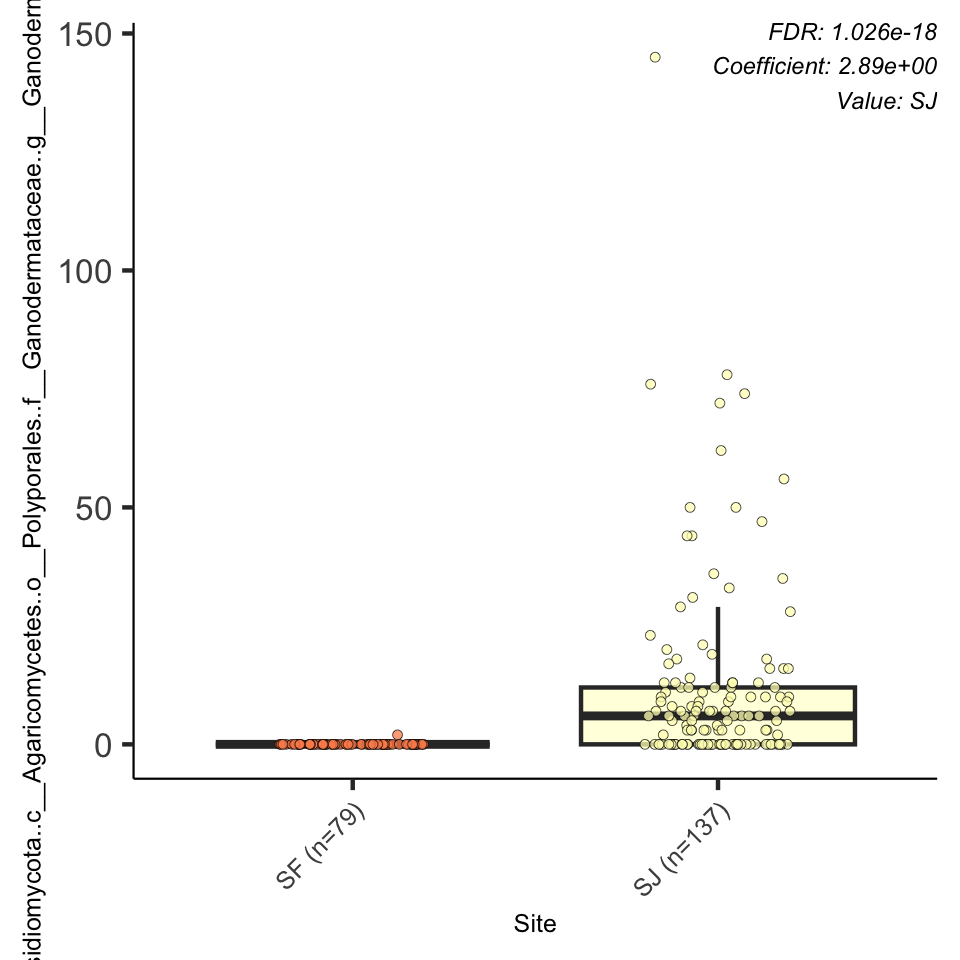 sidiomycota..c__Agaricomycetes..o__Polyporales..f__Ganodermataceae..g__Ganoderm
150
100
50
0
FDR: 1.026e-18
Coefficient: 2.89e+00
Value: SJ
SF (n=79)
SJ (n=137)
Site